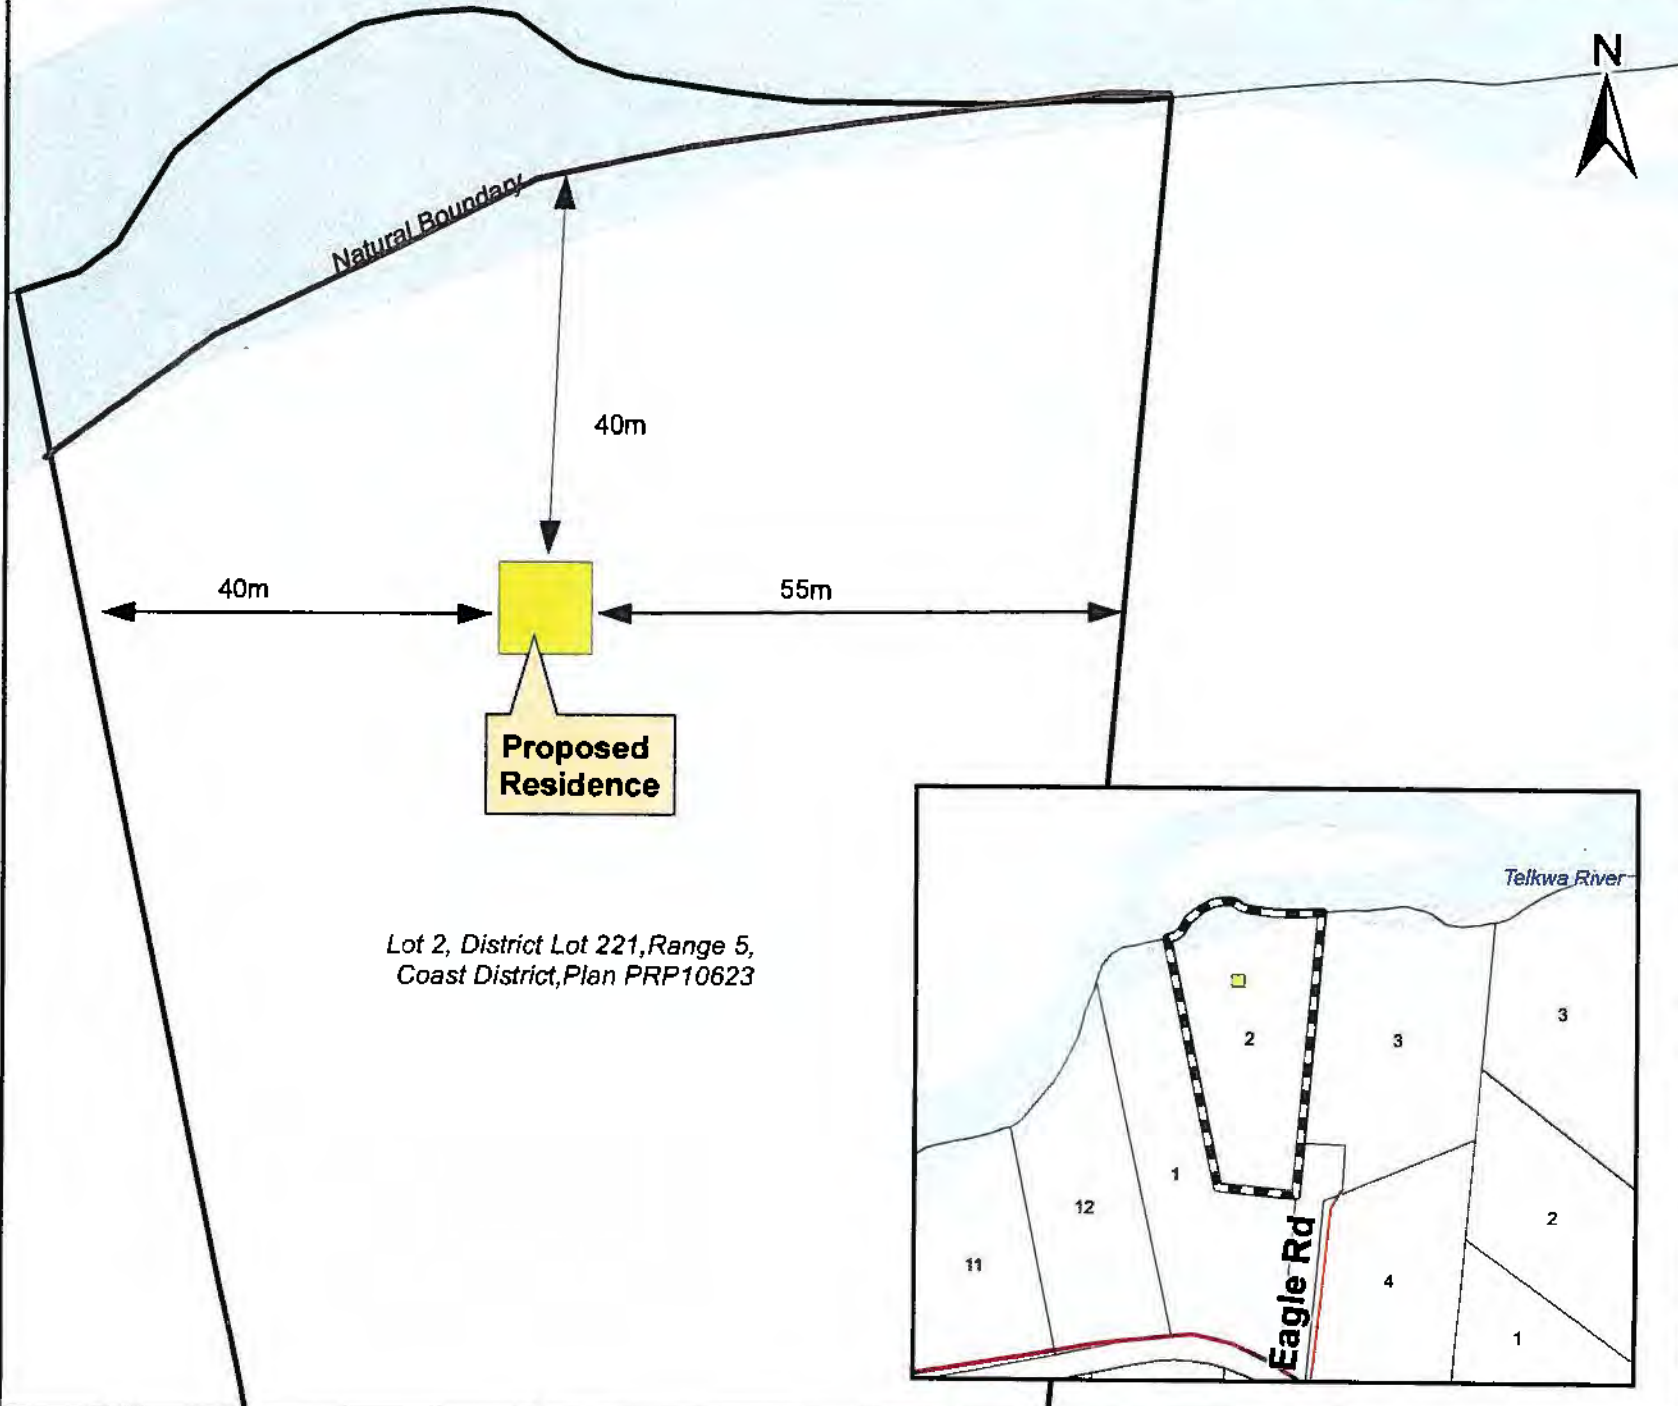 N
Natural Boundary
40m
40m
55m
Proposed
Residence
Lot 2, District Lot 221,Range 5,
Coast District,Plan PRP10623
Telkwa River
3
2
3
1
12
2
11
4
1
Eagle Rd